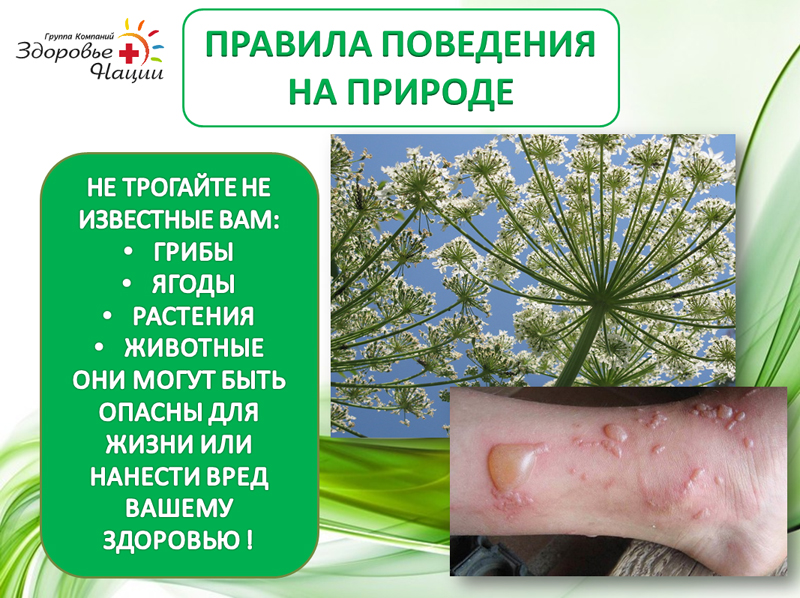 Группа Компаний
Здоровье
Нации
ПРАВИЛА ПОВЕДЕНИЯ
НА ПРИРОДЕ
НЕ ТРОГАЙТЕ НЕ
ИЗВЕСТНЫЕ ВАМ:
• ГРИБЫ
• ЯГОДЫ
• РАСТЕНИЯ
• ЖИВОТНЫЕ
ОНИ МОГУТ БЫТЬ
ОПАСНЫ ДЛЯ
ЖИЗНИ ИЛИ
НАНЕСТИ ВРЕД
ВАШЕМУ
ЗДОРОВЬЮ !